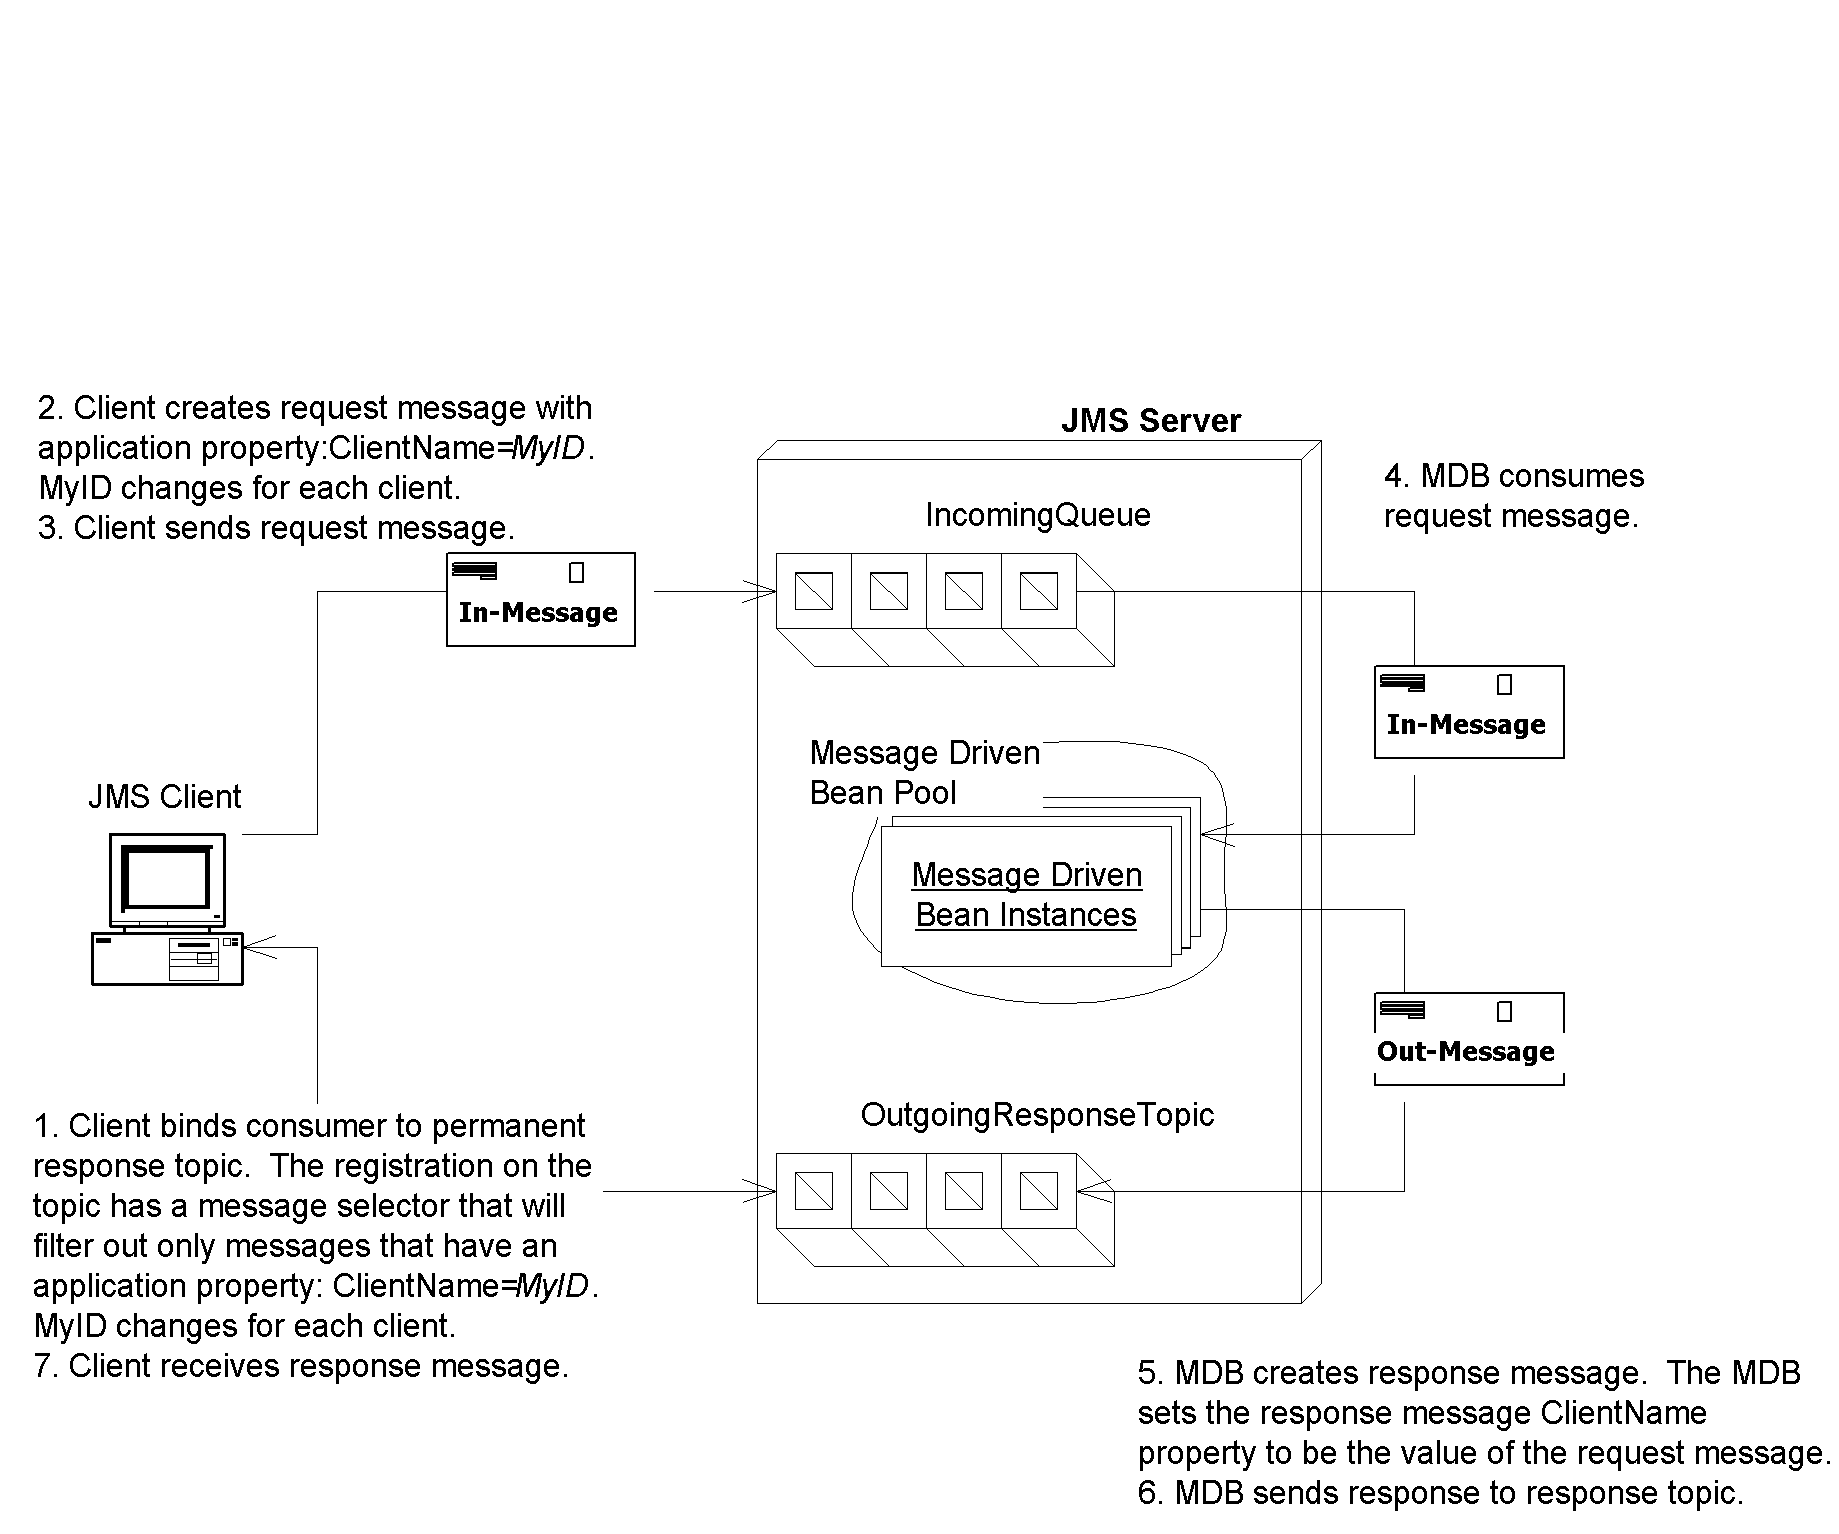 2. Client creates request message with
application property:ClientName=MyID.
MyID changes for each client.
3. Client sends request message.
In-Message
JMS Server
IncomingQueue
4. MDB consumes
request message.
In-Message
Message Driven
Bean Pool
Message Driven
Bean Instances
JMS Client
Out-Message
OutgoingResponseTopic
1. Client binds consumer to permanent
response topic.  The registration on the
topic has a message selector that will
filter out only messages that have an
application property: ClientName=MyID.
MyID changes for each client.
7. Client receives response message.
5. MDB creates response message.  The MDB
sets the response message ClientName
property to be the value of the request message.
6. MDB sends response to response topic.